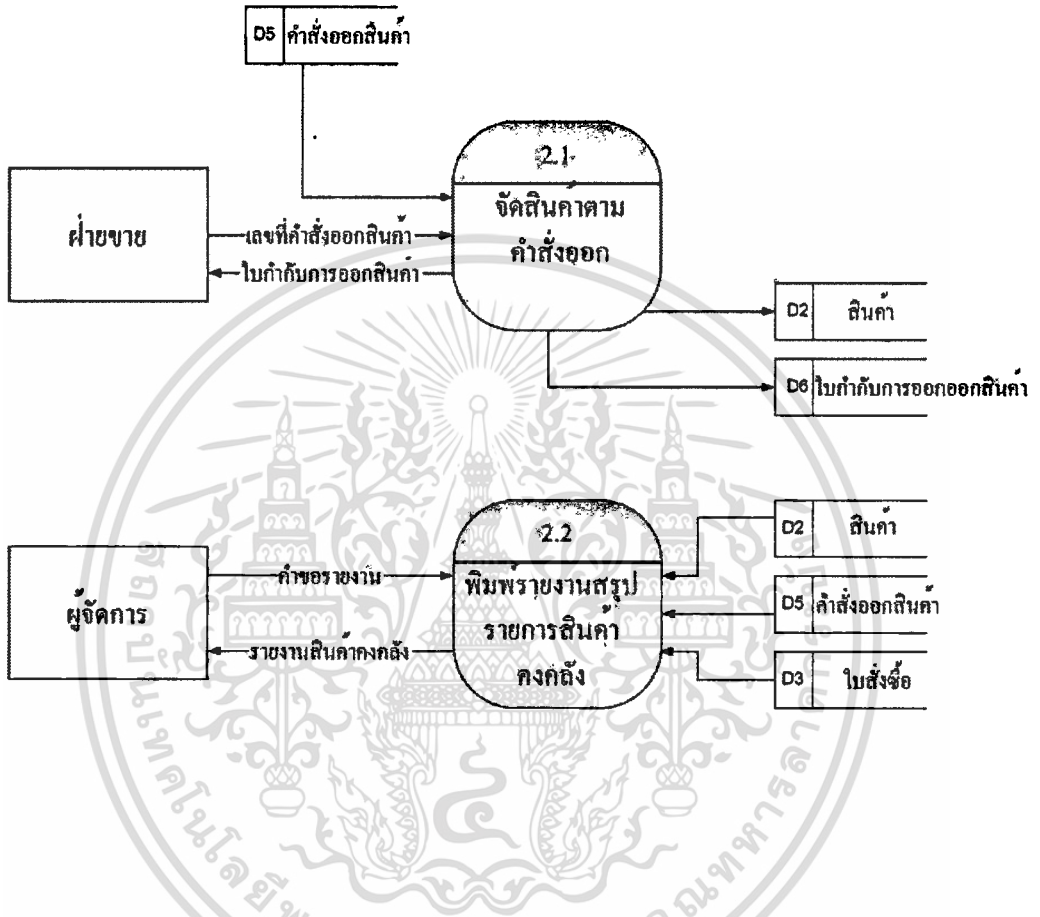 D5 คำสั่งออกสินค้า
2.1
จัดสินค้าตาม
คำสั่งออก
ฝ่ายขาย
เลขที่คำสั่งออกสินค้า
ใบกำกับการออกสินค้า
D2 สินค้า
D6 ใบกำกับการออกออกสินค้า
2.2
พิมพ์รายงานสรุป
รายการสินค้า
คงคลัง
ผู้จัดการ
คำขอรายงาน
รายงานสินค้าคงคลัง
D2 สินค้า
D5 คำสั่งออกสินค้า
D3 ใบสั่งซื้อ